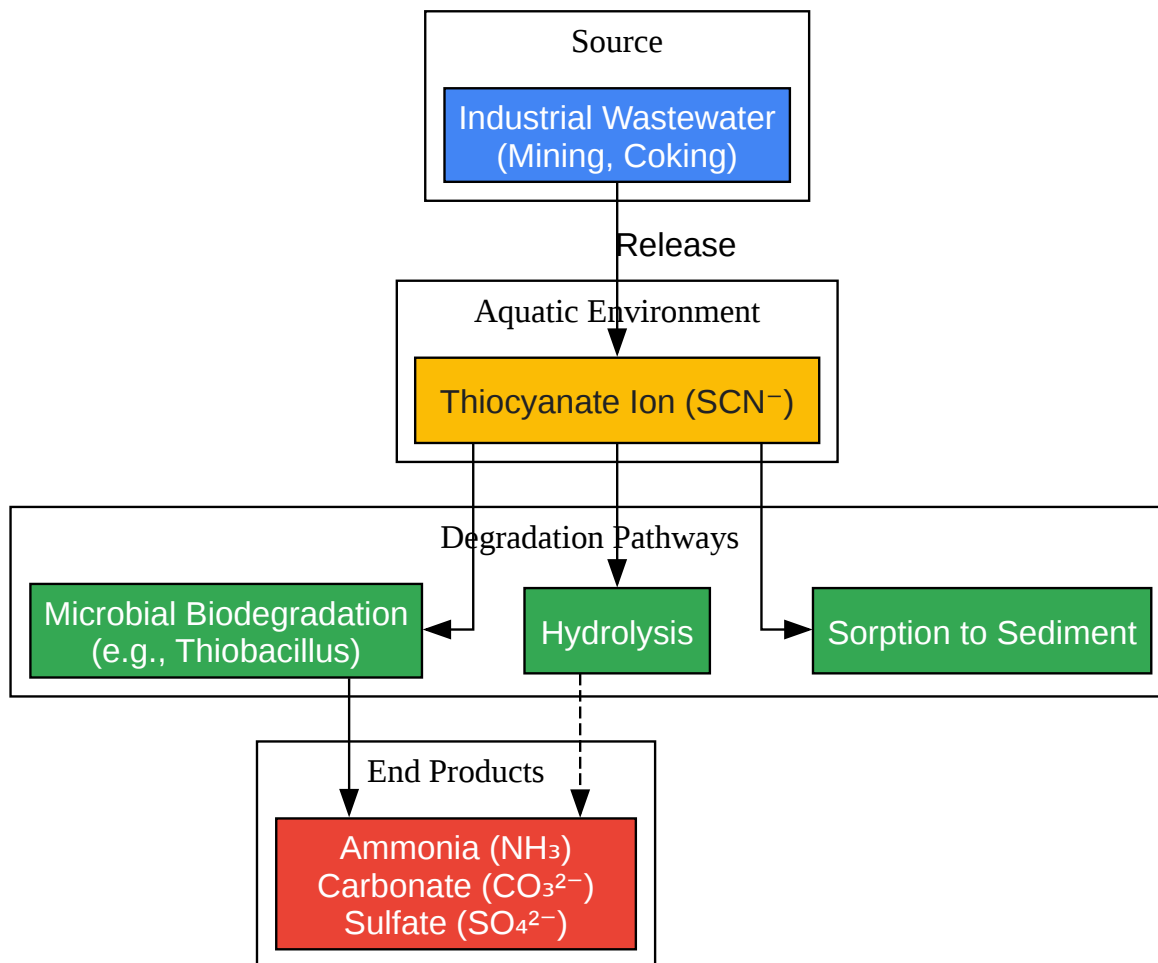 Source
Industrial Wastewater
(Mining, Coking)
Release
Aquatic Environment
Thiocyanate Ion (SCN⁻)
Degradation Pathways
Microbial Biodegradation
(e.g., Thiobacillus)
Hydrolysis
Sorption to Sediment
End Products
Ammonia (NH₃)
Carbonate (CO₃²⁻)
Sulfate (SO₄²⁻)